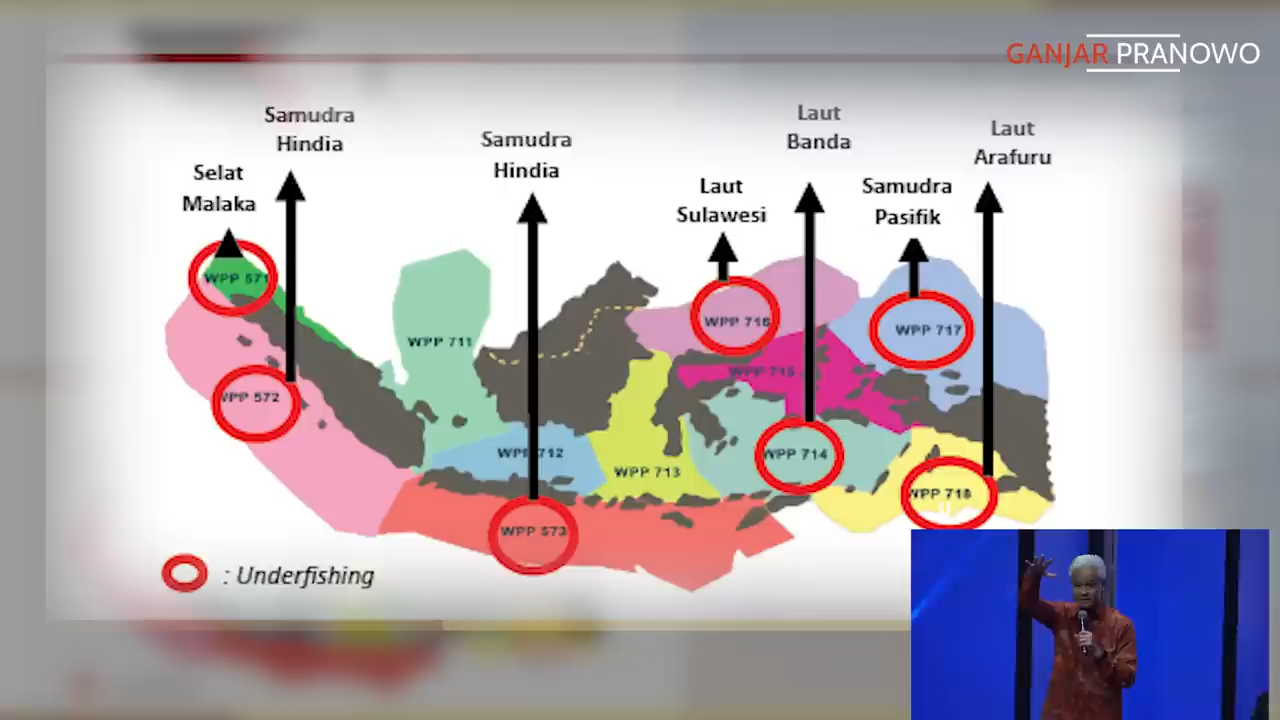 GANJAR PRANOWO
Samudra
Hindia
Selat
Malaka
Samudra
Hindia
Laut
Sulawesi
Laut
Banda
Samudra
Pasifik
Laut
Arafuru
WPP 571
WPP 572
WPP 711
WPP 712
WPP 573
WPP 713
WPP 716
WPP 715
WPP 714
WPP 717
WPP 718
: Underfishing